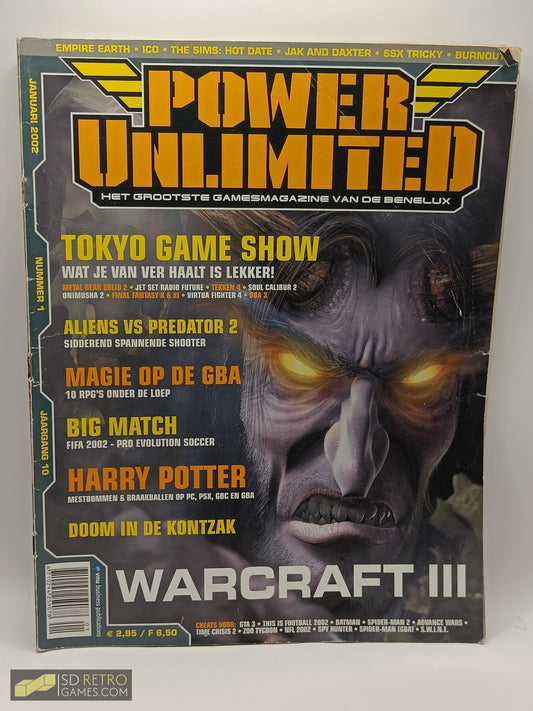 EMPIRE EARTH • ICO • THE SIMS: HOT DATE • JAK AND DAXTER • SSX TRICKY • BURNOUT
JANUARI 2002
NUMMER 1
JAARGANG 10
POWER
UNLIMITED
HET GROOTSTE GAMESMAGAZINE VAN DE BENELUX
TOKYO GAME SHOW
WAT JE VAN VER HAALT IS LEKKER!
METAL GEAR SOLID 2 • JET SET RADIO FUTURE • TEKKEN 4 • SOUL CALIBUR 2
ONIMUSHA 2 • FINAL FANTASY X & XI • VIRTUA FIGHTER 4 •
ALIENS VS PREDATOR 2
SIDDEREND SPANNENDE SHOOTER
MAGIE OP DE GBA
10 RPG'S ONDER DE LOEP
BIG MATCH
FIFA 2002 - PRO EVOLUTION SOCCER
HARRY POTTER
MESTBOMMEN & BRAAKBALLEN OP PC, PSX, GBC EN GBA
DOOM IN DE KONTZAK
WARCRAFT III
vnu business publications
€ 2,95 / F 6,50
CHEATS VOOR: GTA 3 • THIS IS FOOTBALL 2002 • BATMAN • SPIDER-MAN 2 • ADVANCE WARS •
TIME CRISIS 2 • ZOO TYCOON • NFL 2002 • SPY HUNTER • SPIDER-MAN (GBA) • S.W.I.N.E.
SD RETRO
GAMES.COM